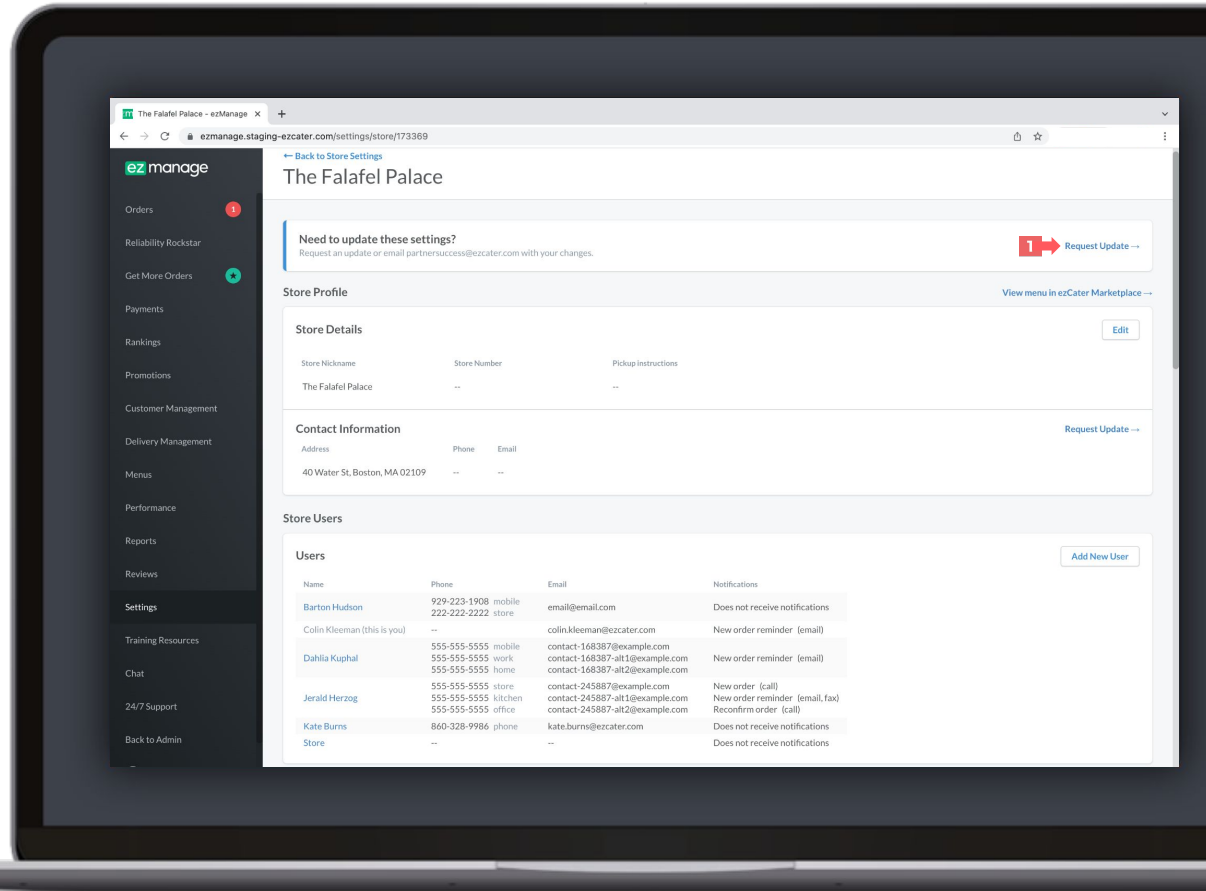 The Falafel Palace - ezManage
ezmanage.staging-ezcater.com/settings/store/173369
ez manage
Orders 1
Reliability Rockstar
Get More Orders
Payments
Rankings
Promotions
Customer Management
Delivery Management
Menus
Performance
Reports
Reviews
Settings
Training Resources
Chat
24/7 Support
Back to Admin
← Back to Store Settings
The Falafel Palace
Need to update these settings?
Request an update or email partnersuccess@ezcater.com with your changes.
1 Request Update →
Store Profile
View menu in ezCater Marketplace →
Store Details
Edit
Store Nickname Store Number Pickup instructions
The Falafel Palace -- --
Contact Information
Request Update →
Address Phone Email
40 Water St, Boston, MA 02109 -- --
Store Users
Users
Add New User
Name Phone Email Notifications
Barton Hudson 929-223-1908 mobile email@email.com Does not receive notifications
222-222-2222 store
Colin Kleeman (this is you) -- colin.kleeman@ezcater.com New order reminder (email)
555-555-5555 mobile contact-168387@example.com
Dahlia Kuphal 555-555-5555 work contact-168387-alt1@example.com New order reminder (email)
555-555-5555 home contact-168387-alt2@example.com
555-555-5555 store contact-245887@example.com New order (call)
Jerald Herzog 555-555-5555 kitchen contact-245887-alt1@example.com New order reminder (email, fax)
555-555-5555 office contact-245887-alt2@example.com Reconfirm order (call)
Kate Burns 860-328-9986 phone kate.burns@ezcater.com Does not receive notifications
Store -- -- Does not receive notifications